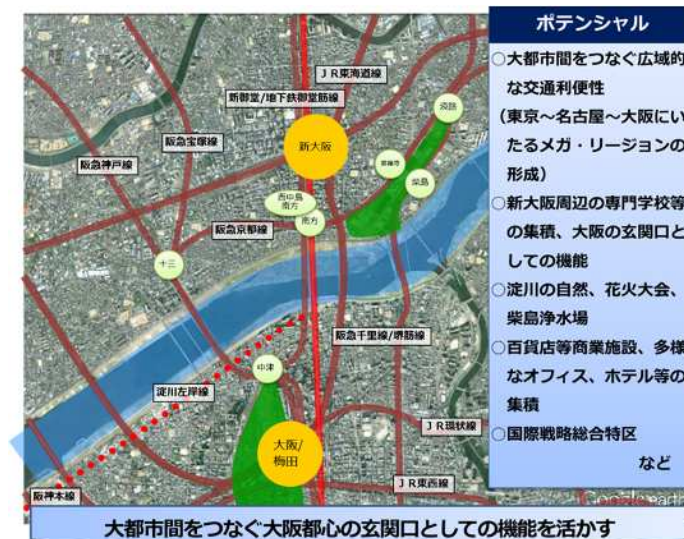 ポテンシャル
○大都市間をつなぐ広域的
な交通利便性
(東京~名古屋~大阪にい
たるメガ・リージョンの
形成)
○新大阪周辺の専門学校等
の集積、大阪の玄関口と
しての機能
○淀川の自然、花火大会、
柴島浄水場
○百貨店等商業施設、多様
なオフィス、ホテル等の
集積
○国際戦略総合特区
など
JR東海道線
新御堂/地下鉄御堂筋線
淡路
阪急宝塚線
新大阪
阪急神戸線
崇禅寺
柴島
西中島
南方
南方
阪急京都線
十三
阪急千里線/堺筋線
中津
淀川左岸線
JR環状線
大阪/
梅田
JR東西線
阪神本線
Google earth
大都市間をつなぐ大阪都心の玄関口としての機能を活かす